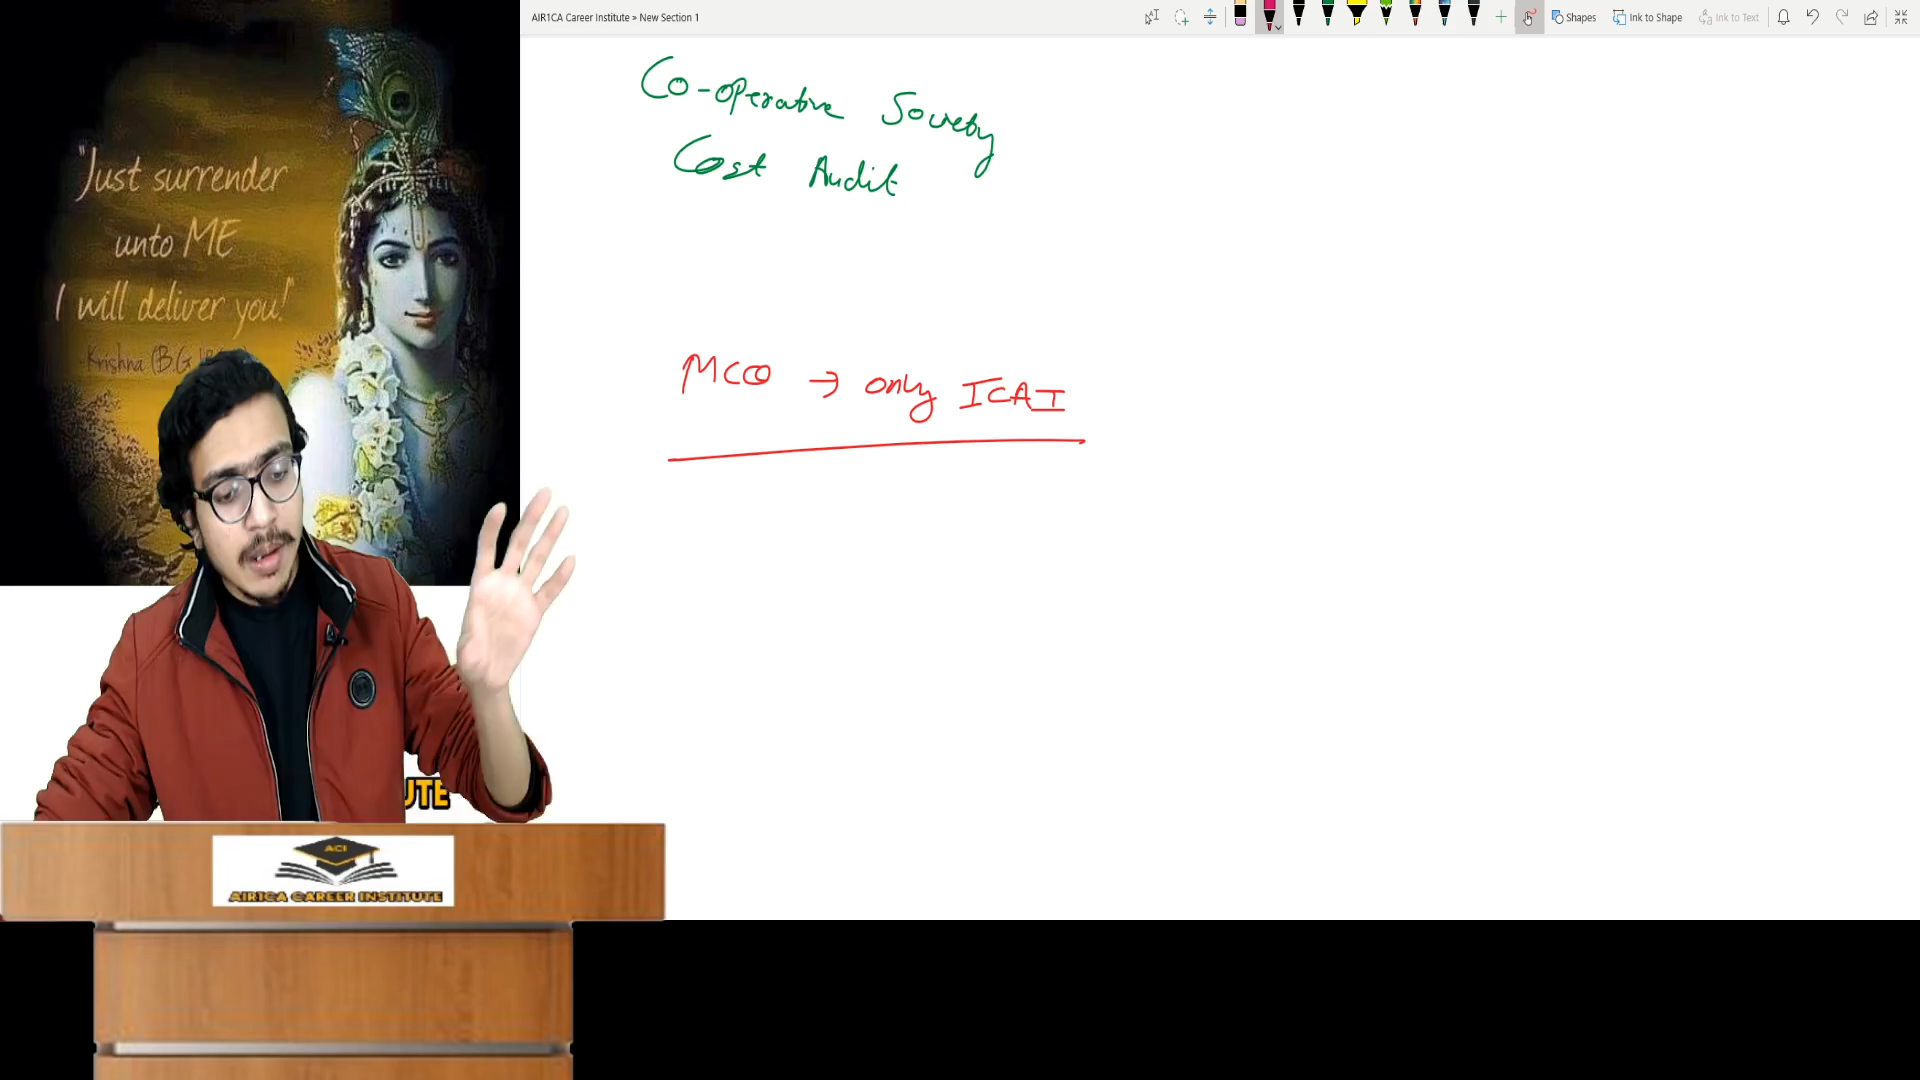 AIR1CA Career Institute » New Section 1
Shapes
Ink to Shape
Ink to Text
Co-operative Society
Cost Audit
MCQ → only ICAI
"Just surrender
unto ME
I will deliver you!"
-Krishna (B.G
UTE
ACI
AIR1CA CAREER INSTITUTE